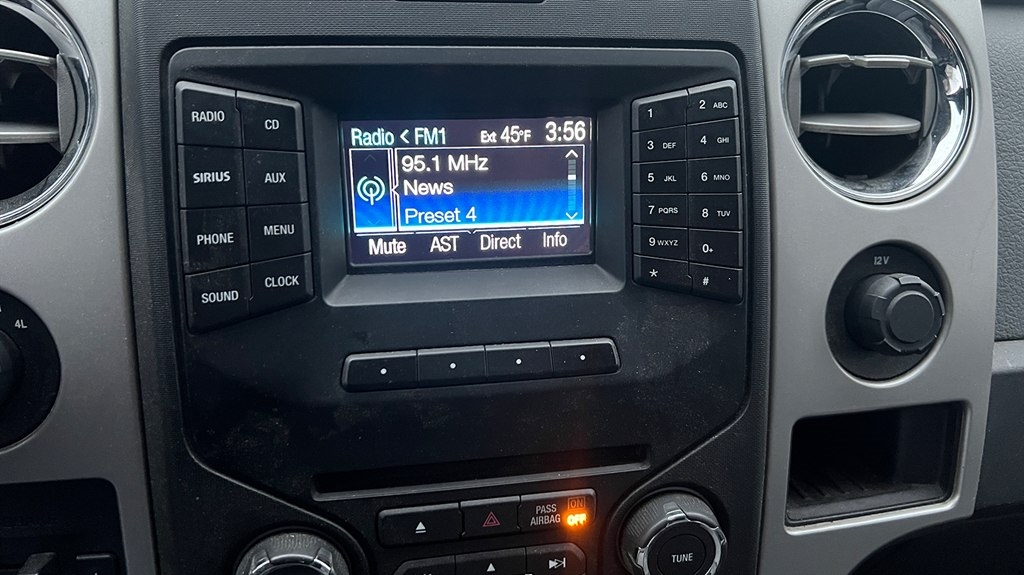 RADIO
CD
SIRIUS
AUX
PHONE
MENU
SOUND
CLOCK
Radio < FM1 Ext 45°F 3:56
95.1 MHz
News
Preset 4
Mute AST Direct Info
1
2 ABC
3 DEF
4 GHI
5 JKL
6 MNO
7 PQRS
8 TUV
9 WXYZ
0+
*
#
12V
4L
PASS
AIRBAG
ON
OFF
TUNE